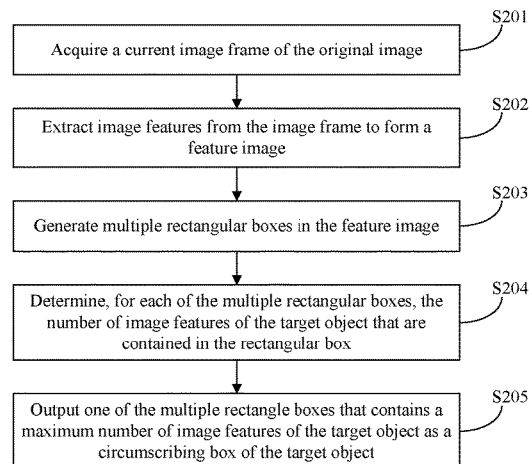 S201
Acquire a current image frame of the original image
S202
Extract image features from the image frame to form a
feature image
S203
Generate multiple rectangular boxes in the feature image
S204
Determine, for each of the multiple rectangular boxes, the
number of image features of the target object that are
contained in the rectangular box
S205
Output one of the multiple rectangle boxes that contains a
maximum number of image features of the target object as a
circumscribing box of the target object